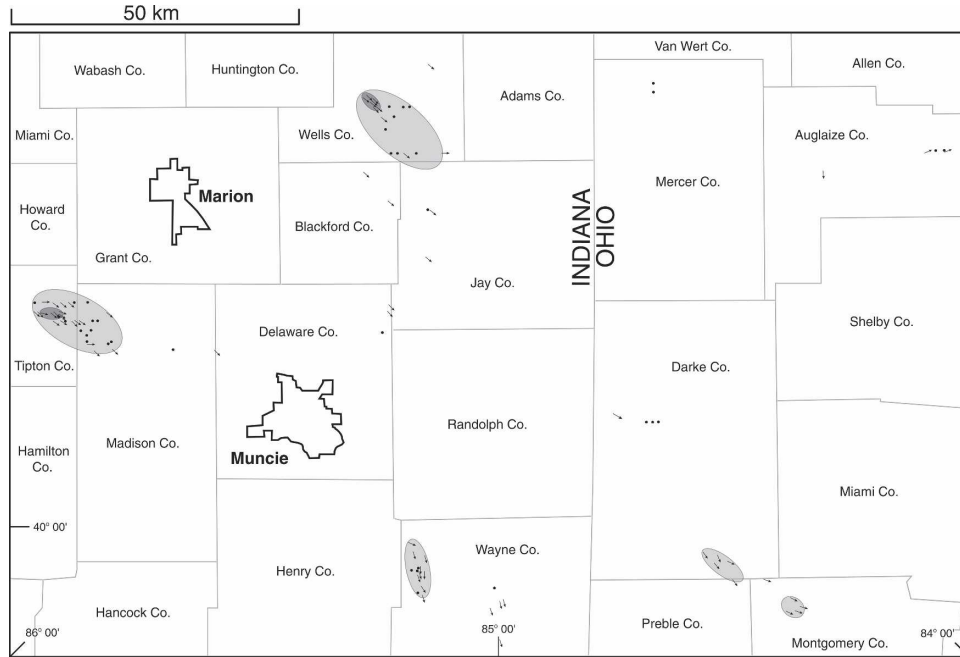 50 km
Van Wert Co.
Wabash Co.
Huntington Co.
Allen Co.
Adams Co.
Miami Co.
Wells Co.
Auglaize Co.
Marion
Mercer Co.
Howard
Co.
Blackford Co.
INDIANA
OHIO
Grant Co.
Jay Co.
Delaware Co.
Shelby Co.
Tipton Co.
Darke Co.
Hamilton
Co.
Madison Co.
Muncie
Randolph Co.
Miami Co.
40° 00'
Wayne Co.
Henry Co.
Hancock Co.
Preble Co.
86° 00'
85° 00'
84° 00'
Montgomery Co.